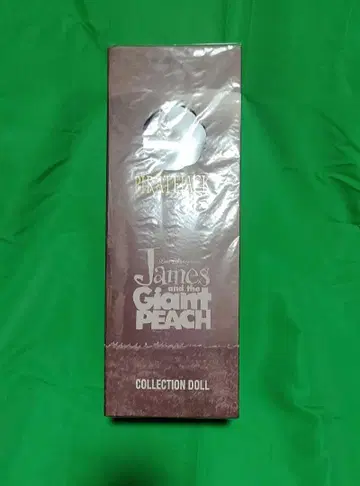 James
and the
Giant
PEACH
COLLECTION DOLL